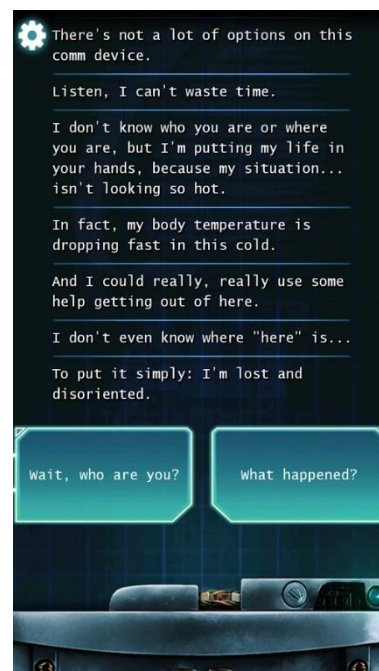 There's not a lot of options on this
comm device.
Listen, I can't waste time.
I don't know who you are or where
you are, but I'm putting my life in
your hands, because my situation...
isn't looking so hot.
In fact, my body temperature is
dropping fast in this cold.
And I could really, really use some
help getting out of here.
I don't even know where "here" is...
To put it simply: I'm lost and
disoriented.
Wait, who are you?
What happened?